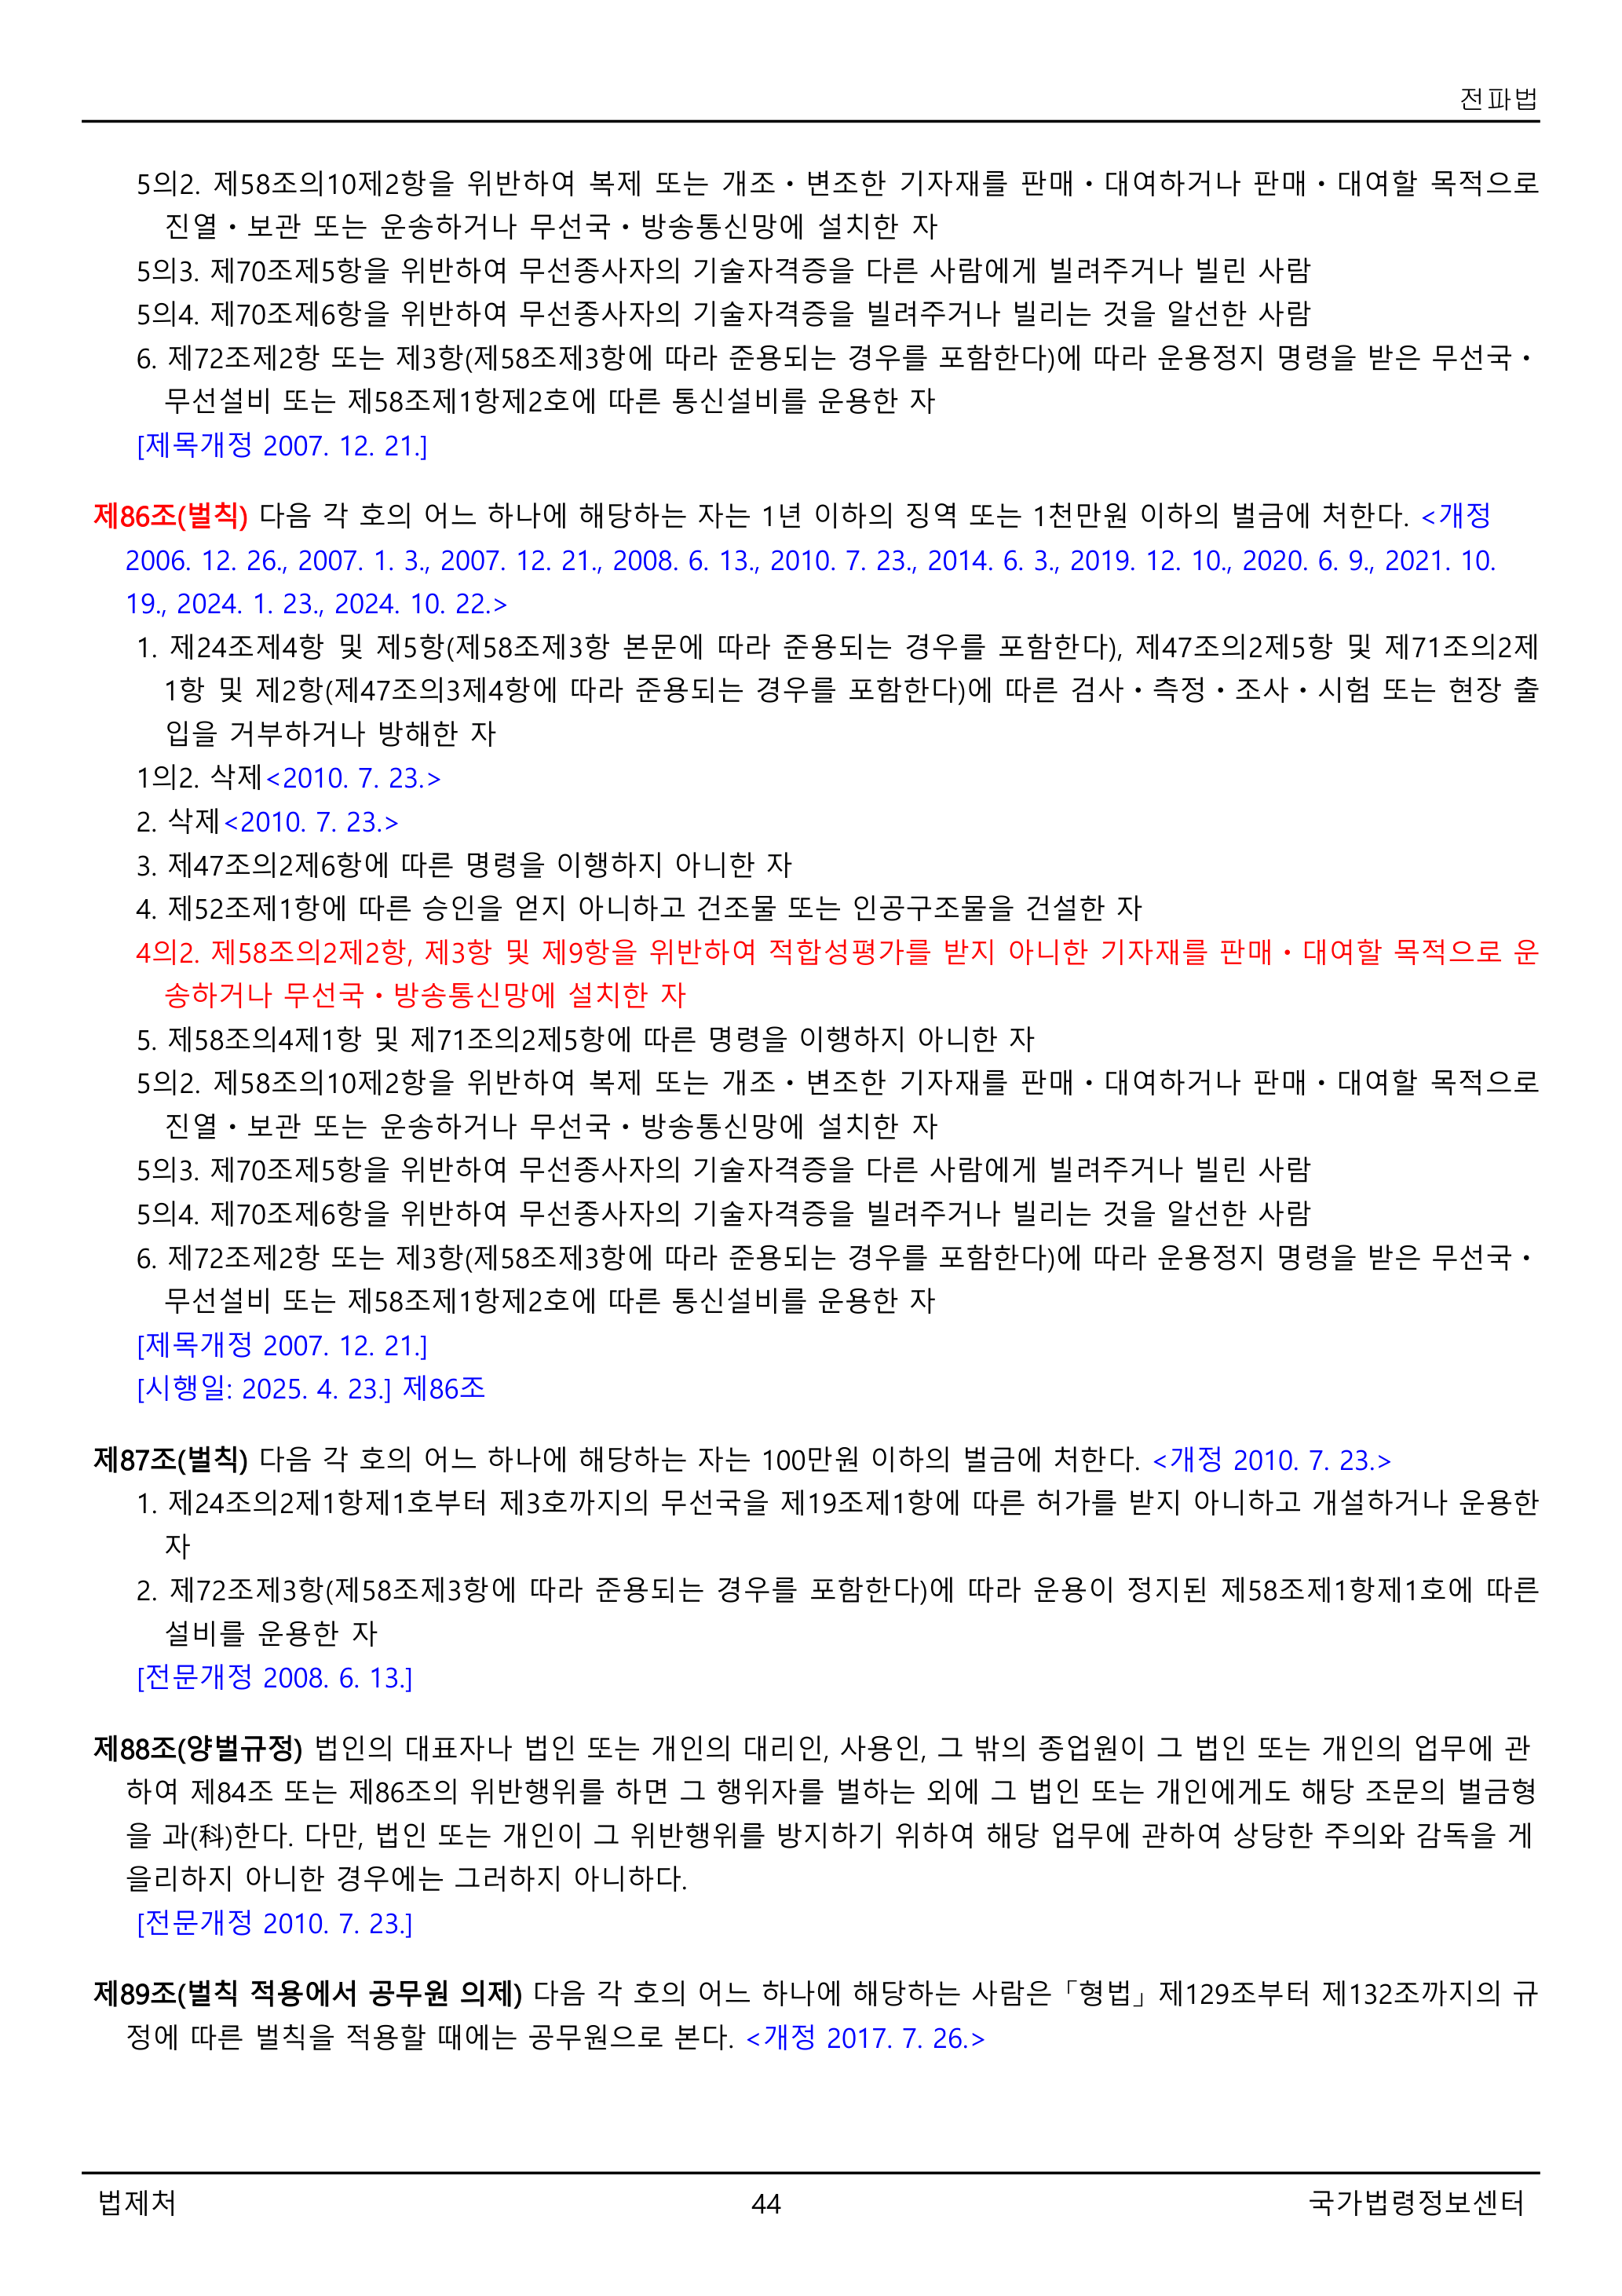 전파법
5의2. 제58조의10제2항을 위반하여 복제 또는 개조ㆍ변조한 기자재를 판매ㆍ대여하거나 판매ㆍ대여할 목적으로
진열ㆍ보관 또는 운송하거나 무선국ㆍ방송통신망에 설치한 자
5의3. 제70조제5항을 위반하여 무선종사자의 기술자격증을 다른 사람에게 빌려주거나 빌린 사람
5의4. 제70조제6항을 위반하여 무선종사자의 기술자격증을 빌려주거나 빌리는 것을 알선한 사람
6. 제72조제2항 또는 제3항(제58조제3항에 따라 준용되는 경우를 포함한다)에 따라 운용정지 명령을 받은 무선국ㆍ
무선설비 또는 제58조제1항제2호에 따른 통신설비를 운용한 자
[제목개정 2007. 12. 21.]
제86조(벌칙) 다음 각 호의 어느 하나에 해당하는 자는 1년 이하의 징역 또는 1천만원 이하의 벌금에 처한다. <개정
2006. 12. 26., 2007. 1. 3., 2007. 12. 21., 2008. 6. 13., 2010. 7. 23., 2014. 6. 3., 2019. 12. 10., 2020. 6. 9., 2021. 10.
19., 2024. 1. 23., 2024. 10. 22.>
1. 제24조제4항 및 제5항(제58조제3항 본문에 따라 준용되는 경우를 포함한다), 제47조의2제5항 및 제71조의2제
1항 및 제2항(제47조의3제4항에 따라 준용되는 경우를 포함한다)에 따른 검사ㆍ측정ㆍ조사ㆍ시험 또는 현장 출
입을 거부하거나 방해한 자
1의2. 삭제<2010. 7. 23.>
2. 삭제<2010. 7. 23.>
3. 제47조의2제6항에 따른 명령을 이행하지 아니한 자
4. 제52조제1항에 따른 승인을 얻지 아니하고 건조물 또는 인공구조물을 건설한 자
4의2. 제58조의2제2항, 제3항 및 제9항을 위반하여 적합성평가를 받지 아니한 기자재를 판매ㆍ대여할 목적으로 운
송하거나 무선국ㆍ방송통신망에 설치한 자
5. 제58조의4제1항 및 제71조의2제5항에 따른 명령을 이행하지 아니한 자
5의2. 제58조의10제2항을 위반하여 복제 또는 개조ㆍ변조한 기자재를 판매ㆍ대여하거나 판매ㆍ대여할 목적으로
진열ㆍ보관 또는 운송하거나 무선국ㆍ방송통신망에 설치한 자
5의3. 제70조제5항을 위반하여 무선종사자의 기술자격증을 다른 사람에게 빌려주거나 빌린 사람
5의4. 제70조제6항을 위반하여 무선종사자의 기술자격증을 빌려주거나 빌리는 것을 알선한 사람
6. 제72조제2항 또는 제3항(제58조제3항에 따라 준용되는 경우를 포함한다)에 따라 운용정지 명령을 받은 무선국ㆍ
무선설비 또는 제58조제1항제2호에 따른 통신설비를 운용한 자
[제목개정 2007. 12. 21.]
[시행일: 2025. 4. 23.] 제86조
제87조(벌칙) 다음 각 호의 어느 하나에 해당하는 자는 100만원 이하의 벌금에 처한다. <개정 2010. 7. 23.>
1. 제24조의2제1항제1호부터 제3호까지의 무선국을 제19조제1항에 따른 허가를 받지 아니하고 개설하거나 운용한
자
2. 제72조제3항(제58조제3항에 따라 준용되는 경우를 포함한다)에 따라 운용이 정지된 제58조제1항제1호에 따른
설비를 운용한 자
[전문개정 2008. 6. 13.]
제88조(양벌규정) 법인의 대표자나 법인 또는 개인의 대리인, 사용인, 그 밖의 종업원이 그 법인 또는 개인의 업무에 관
하여 제84조 또는 제86조의 위반행위를 하면 그 행위자를 벌하는 외에 그 법인 또는 개인에게도 해당 조문의 벌금형
을 과(科)한다. 다만, 법인 또는 개인이 그 위반행위를 방지하기 위하여 해당 업무에 관하여 상당한 주의와 감독을 게
을리하지 아니한 경우에는 그러하지 아니하다.
[전문개정 2010. 7. 23.]
제89조(벌칙 적용에서 공무원 의제) 다음 각 호의 어느 하나에 해당하는 사람은 「형법」 제129조부터 제132조까지의 규
정에 따른 벌칙을 적용할 때에는 공무원으로 본다. <개정 2017. 7. 26.>
법제처 44 국가법령정보센터